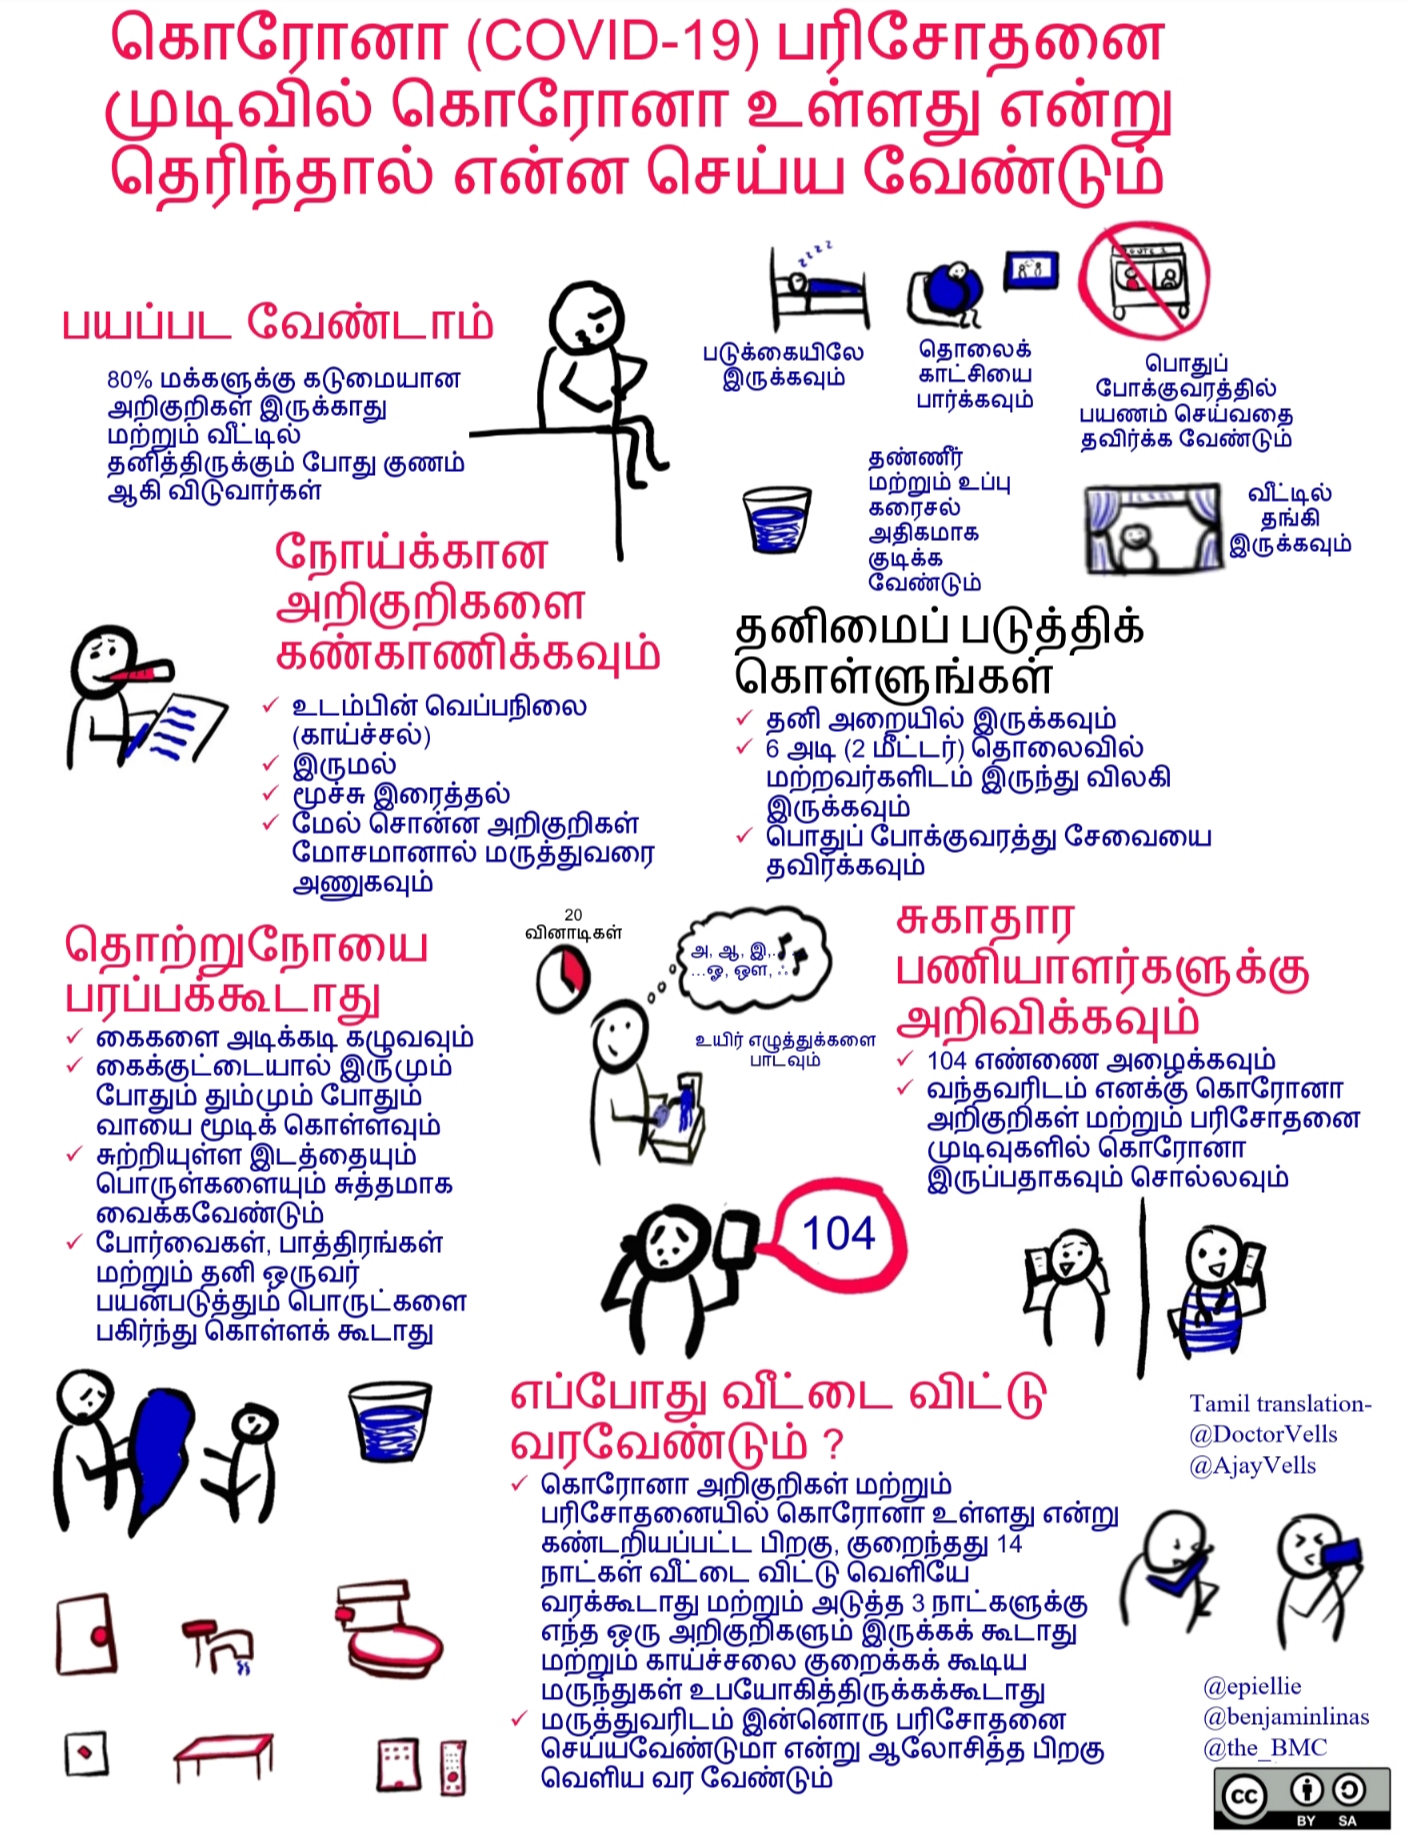 கொரோனா (COVID-19) பரிசோதனை
முடிவில் கொரோனா உள்ளது என்று
தெரிந்தால் என்ன செய்ய வேண்டும்
பயப்பட வேண்டாம்
80% மக்களுக்கு கடுமையான
அறிகுறிகள் இருக்காது
மற்றும் வீட்டில்
தனித்திருக்கும் போது குணம்
ஆகி விடுவார்கள்
zzzz
படுக்கையிலே
இருக்கவும்
தொலைக்
காட்சியை
பார்க்கவும்
பொதுப்
போக்குவரத்தில்
பயணம் செய்வதை
தவிர்க்க வேண்டும்
தண்ணீர்
மற்றும் உப்பு
கரைசல்
அதிகமாக
குடிக்க
வேண்டும்
வீட்டில்
தங்கி
இருக்கவும்
நோய்க்கான
அறிகுறிகளை
கண்காணிக்கவும்
✓ உடம்பின் வெப்பநிலை
(காய்ச்சல்)
✓ இருமல்
✓ மூச்சு இரைத்தல்
✓ மேல் சொன்ன அறிகுறிகள்
மோசமானால் மருத்துவரை
அணுகவும்
தனிமைப் படுத்திக்
கொள்ளுங்கள்
✓ தனி அறையில் இருக்கவும்
✓ 6 அடி (2 மீட்டர்) தொலைவில்
மற்றவர்களிடம் இருந்து விலகி
இருக்கவும்
✓ பொதுப் போக்குவரத்து சேவையை
தவிர்க்கவும்
தொற்றுநோயை
பரப்பக்கூடாது
✓ கைகளை அடிக்கடி கழுவவும்
✓ கைக்குட்டையால் இருமும்
போதும் தும்மும் போதும்
வாயை மூடிக் கொள்ளவும்
✓ சுற்றியுள்ள இடத்தையும்
பொருள்களையும் சுத்தமாக
வைக்கவேண்டும்
✓ போர்வைகள், பாத்திரங்கள்
மற்றும் தனி ஒருவர்
பயன்படுத்தும் பொருட்களை
பகிர்ந்து கொள்ளக் கூடாது
20
வினாடிகள்
அ, ஆ, இ,..
...ஓ, ஔ, ஃ
உயிர் எழுத்துக்களை
பாடவும்
சுகாதார
பணியாளர்களுக்கு
அறிவிக்கவும்
✓ 104 எண்ணை அழைக்கவும்
✓ வந்தவரிடம் எனக்கு கொரோனா
அறிகுறிகள் மற்றும் பரிசோதனை
முடிவுகளில் கொரோனா
இருப்பதாகவும் சொல்லவும்
104
எப்போது வீட்டை விட்டு
வரவேண்டும் ?
✓ கொரோனா அறிகுறிகள் மற்றும்
பரிசோதனையில் கொரோனா உள்ளது என்று
கண்டறியப்பட்ட பிறகு, குறைந்தது 14
நாட்கள் வீட்டை விட்டு வெளியே
வரக்கூடாது மற்றும் அடுத்த 3 நாட்களுக்கு
எந்த ஒரு அறிகுறிகளும் இருக்கக் கூடாது
மற்றும் காய்ச்சலை குறைக்கக் கூடிய
மருந்துகள் உபயோகித்திருக்கக்கூடாது
✓ மருத்துவரிடம் இன்னொரு பரிசோதனை
செய்யவேண்டுமா என்று ஆலோசித்த பிறகு
வெளிய வர வேண்டும்
Tamil translation-
@DoctorVells
@AjayVells
@epiellie
@benjaminlinas
@the_BMC
cc
BY SA